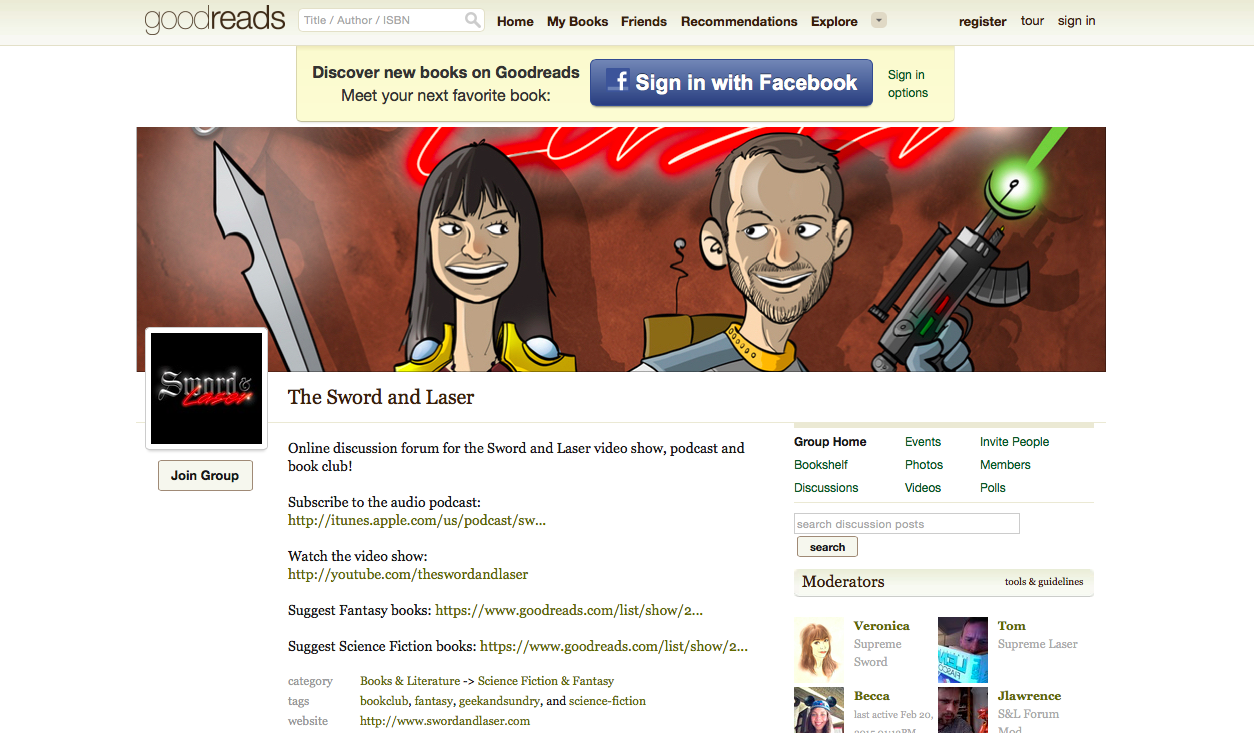 goodreads
Title / Author / ISBN
Home My Books Friends Recommendations Explore
register tour sign in
Discover new books on Goodreads
Meet your next favorite book:
f Sign in with Facebook
Sign in
options
Sword &
Laser
The Sword and Laser
Join Group
Online discussion forum for the Sword and Laser video show, podcast and
book club!
Subscribe to the audio podcast:
http://itunes.apple.com/us/podcast/sw...
Watch the video show:
http://youtube.com/theswordandlaser
Suggest Fantasy books: https://www.goodreads.com/list/show/2...
Suggest Science Fiction books: https://www.goodreads.com/list/show/2...
category Books & Literature -> Science Fiction & Fantasy
tags bookclub, fantasy, geekandsundry, and science-fiction
website http://www.swordandlaser.com
Group Home Events Invite People
Bookshelf Photos Members
Discussions Videos Polls
search discussion posts
search
Moderators tools & guidelines
Veronica
Supreme
Sword
Tom
Supreme Laser
Becca
last active Feb 20,
2015 01:12PM
Jlawrence
S&L Forum
Mod